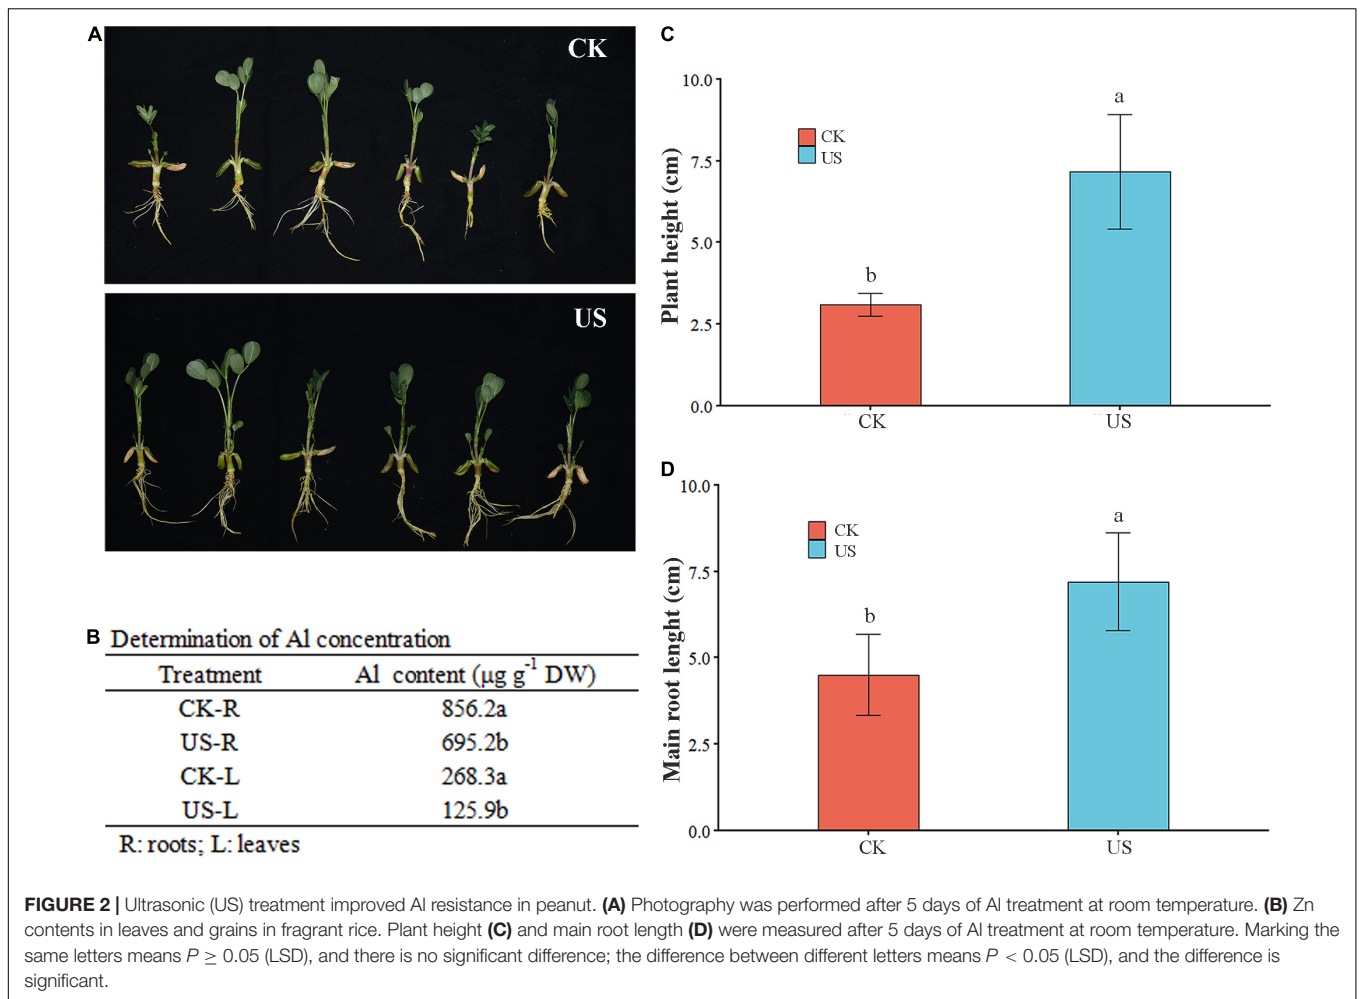 A
CK
US
B Determination of Al concentration
Treatment Al content (µg g-1 DW)
CK-R 856.2a
US-R 695.2b
CK-L 268.3a
US-L 125.9b
R: roots; L: leaves
C
10.0
7.5
5.0
2.5
0.0
Plant height (cm)
CK
US
b
a
CK US
D
10.0
7.5
5.0
2.5
0.0
Main root lenght (cm)
CK
US
b
a
CK US
FIGURE 2 | Ultrasonic (US) treatment improved Al resistance in peanut. (A) Photography was performed after 5 days of Al treatment at room temperature. (B) Zn
contents in leaves and grains in fragrant rice. Plant height (C) and main root length (D) were measured after 5 days of Al treatment at room temperature. Marking the
same letters means P ≥ 0.05 (LSD), and there is no significant difference; the difference between different letters means P < 0.05 (LSD), and the difference is
significant.